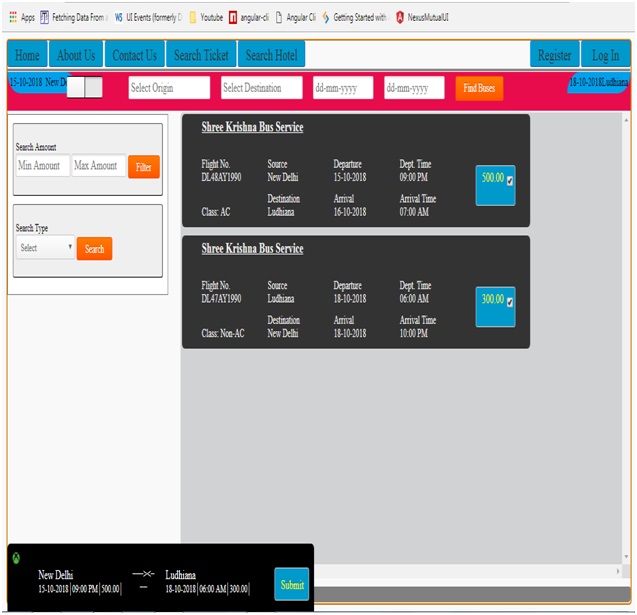 Apps Fetching Data From UI Events (formerly D Youtube angular-cli Angular Cli Getting Started with NexusMutualUI
Home About Us Contact Us Search Ticket Search Hotel Register Log In
15-10-2018 New De Select Origin Select Destination dd-mm-yyyy dd-mm-yyyy Find Buses 18-10-2018Ludhiana
Search Amount
Min Amount Max Amount Filter
Search Type
Select Search
Shree Krishna Bus Service
Flight No. Source Departure Dept. Time
DL48AY1990 New Delhi 15-10-2018 09:00 PM 500.00
Destination Arrival Arrival Time
Class: AC Ludhiana 16-10-2018 07:00 AM
Shree Krishna Bus Service
Flight No. Source Departure Dept. Time
DL47AY1990 Ludhiana 18-10-2018 06:00 AM 300.00
Destination Arrival Arrival Time
Class: Non-AC New Delhi 18-10-2018 10:00 PM
New Delhi Ludhiana
15-10-2018|09:00 PM|500.00| 18-10-2018|06:00 AM|300.00|
Submit